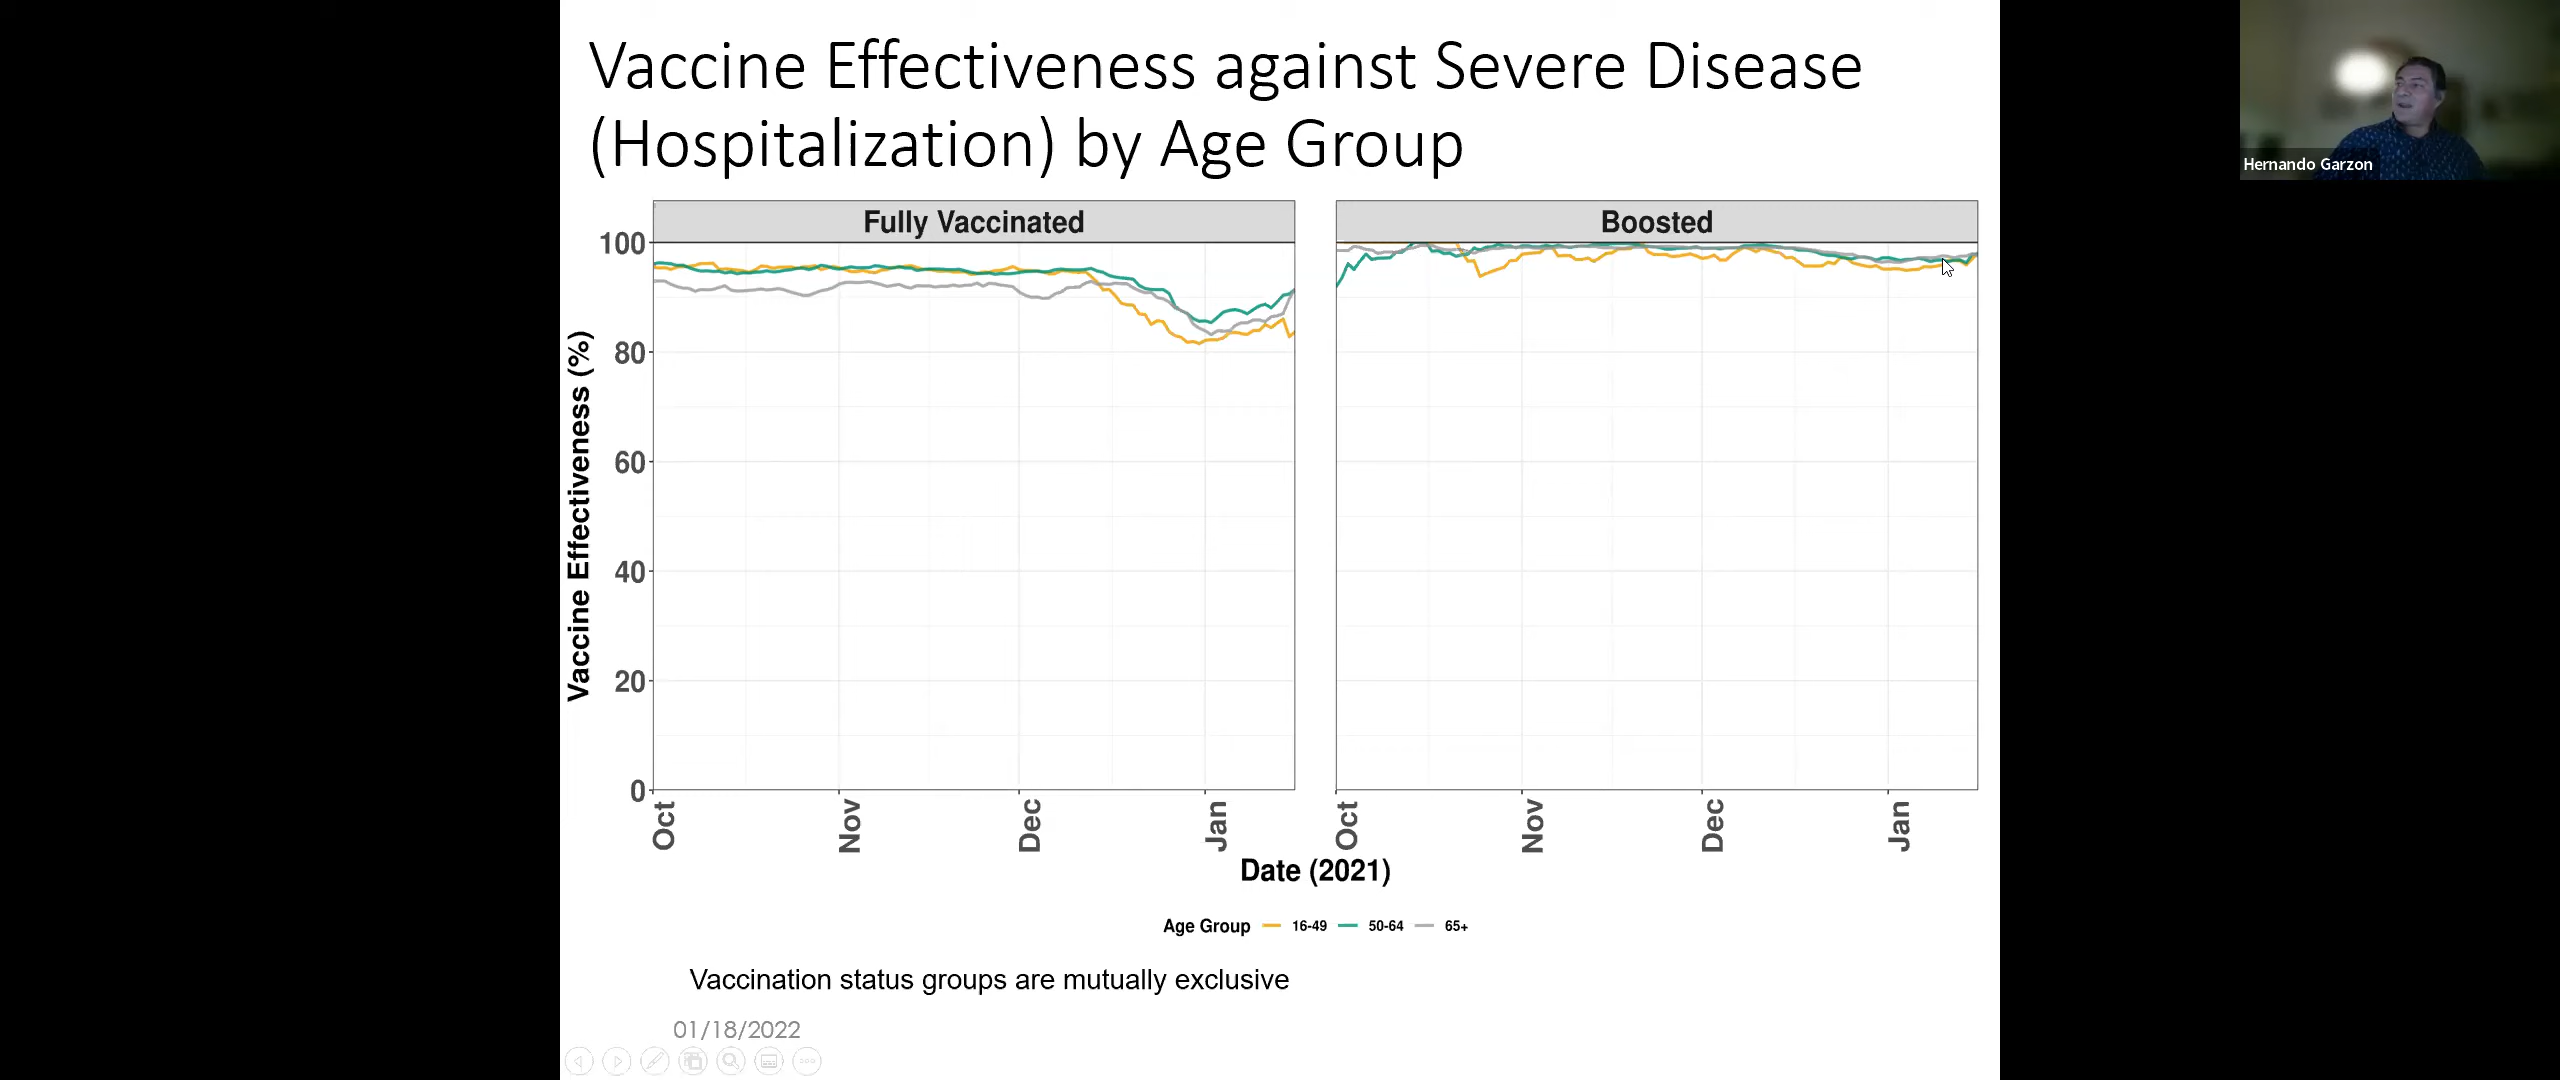 Vaccine Effectiveness against Severe Disease
(Hospitalization) by Age Group
Hernando Garzon
Fully Vaccinated
Boosted
Vaccine Effectiveness (%)
100
80
60
40
20
0
Oct
Nov
Dec
Jan
Oct
Nov
Dec
Jan
Date (2021)
Age Group 16-49 50-64 65+
Vaccination status groups are mutually exclusive
01/18/2022